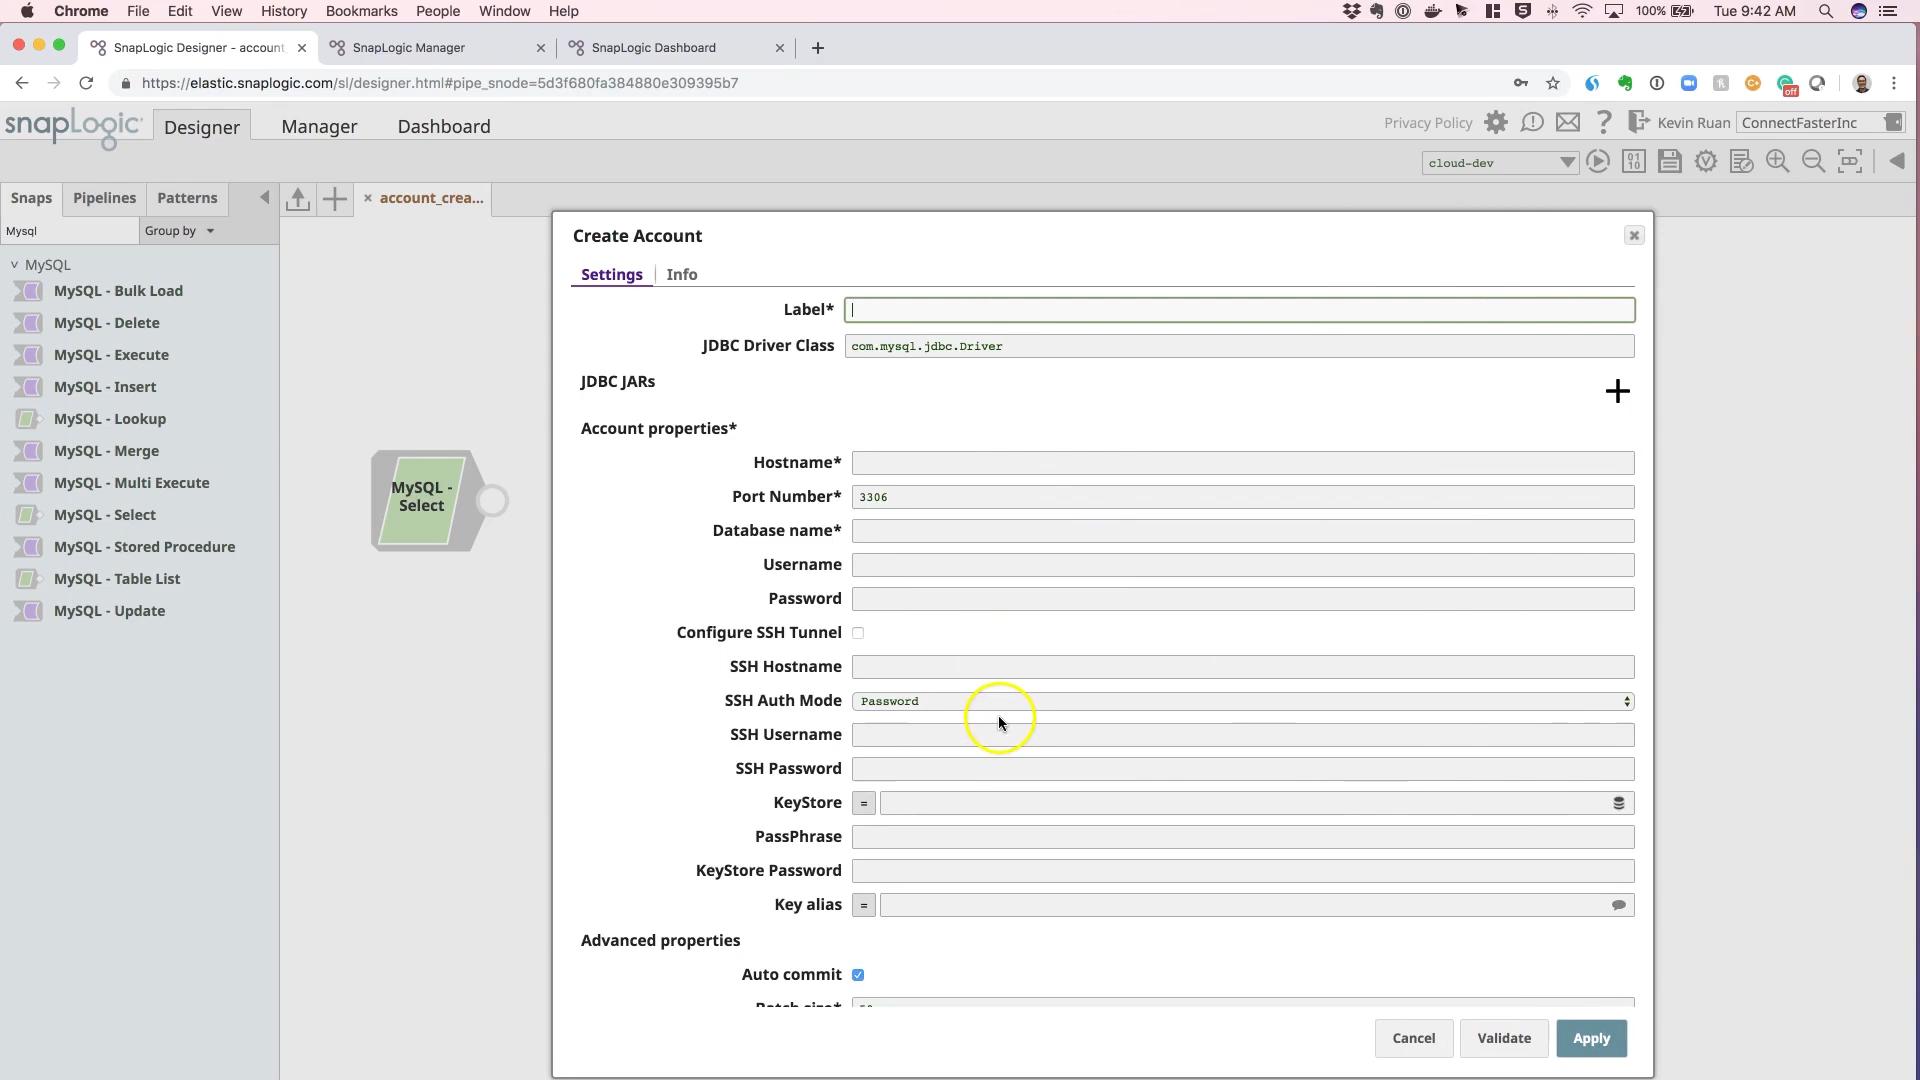 Chrome File Edit View History Bookmarks People Window Help 100% Tue 9:42 AM
SnapLogic Designer - account SnapLogic Manager SnapLogic Dashboard
https://elastic.snaplogic.com/sl/designer.html#pipe_snode=5d3f680fa384880e309395b7
off
snapLogic Designer Manager Dashboard Privacy Policy Kevin Ruan ConnectFasterInc
cloud-dev
Snaps Pipelines Patterns account_crea...
Mysql Group by
MySQL
MySQL - Bulk Load
MySQL - Delete
MySQL - Execute
MySQL - Insert
MySQL - Lookup
MySQL - Merge
MySQL - Multi Execute
MySQL - Select
MySQL - Stored Procedure
MySQL - Table List
MySQL - Update
MySQL -
Select
Create Account
Settings Info
Label*
JDBC Driver Class com.mysql.jdbc.Driver
JDBC JARs
Account properties*
Hostname*
Port Number* 3306
Database name*
Username
Password
Configure SSH Tunnel
SSH Hostname
SSH Auth Mode Password
SSH Username
SSH Password
KeyStore =
PassPhrase
KeyStore Password
Key alias =
Advanced properties
Auto commit
Batch size* 50
Cancel Validate Apply